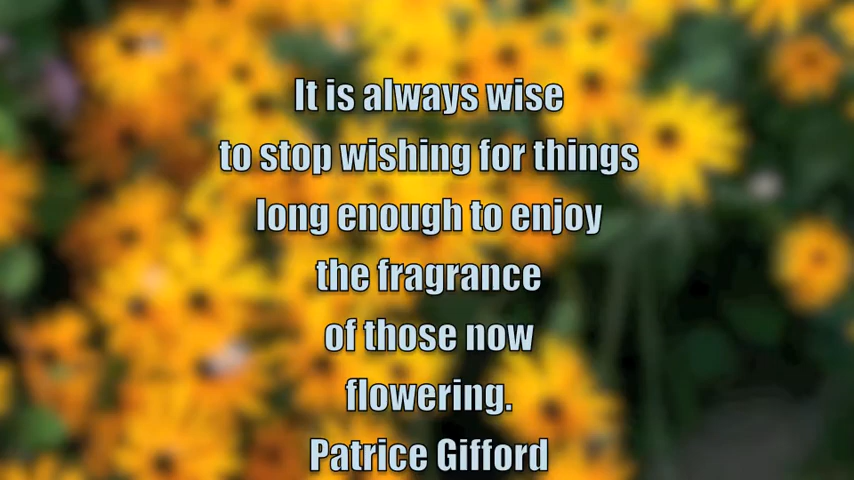 It is always wise
to stop wishing for things
long enough to enjoy
the fragrance
of those now
flowering.
Patrice Gifford